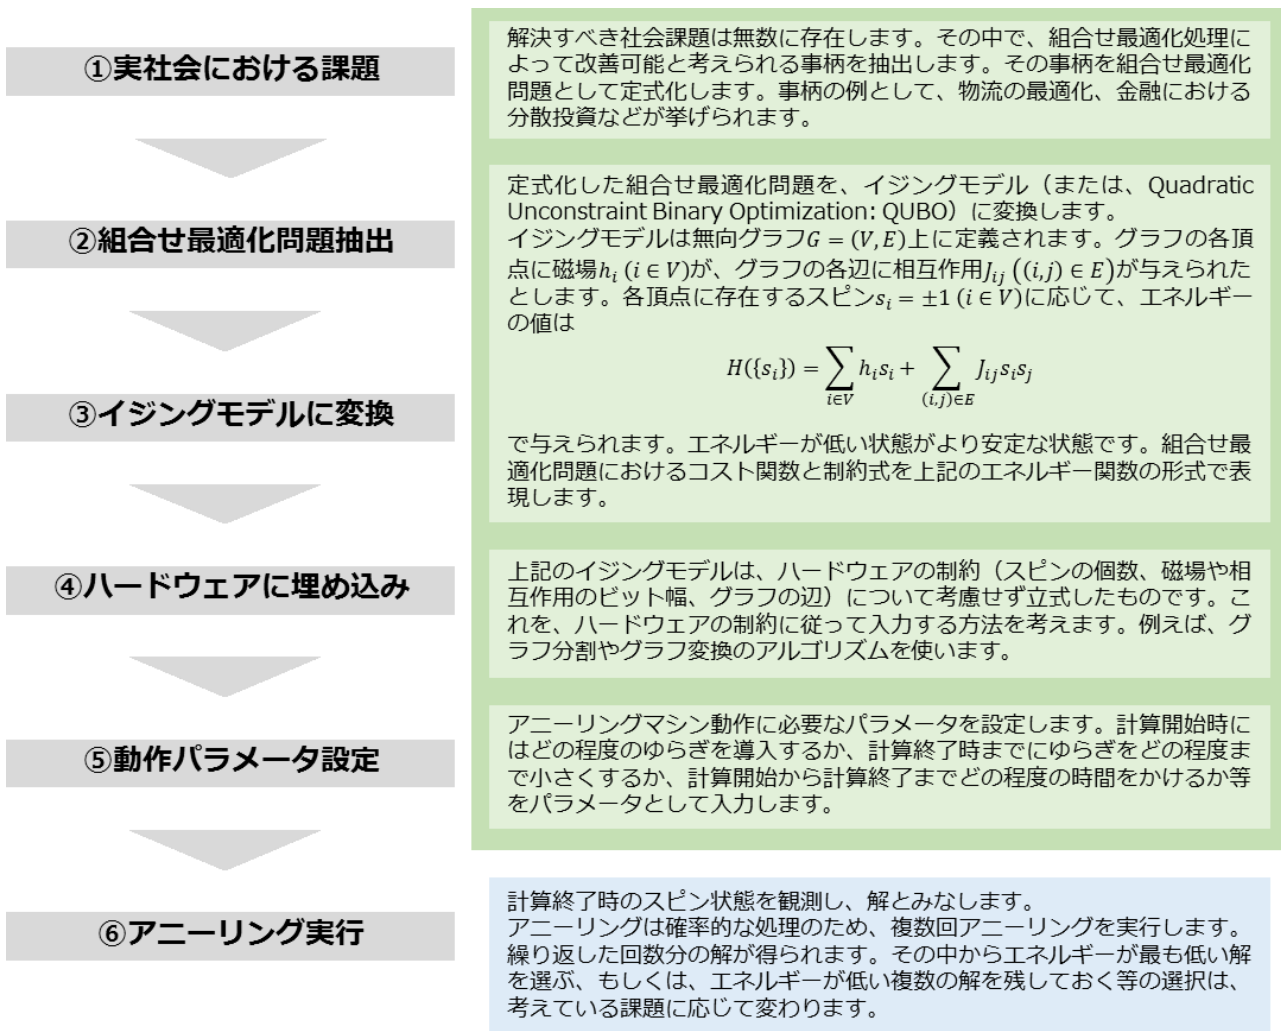 ①実社会における課題
解決すべき社会課題は無数に存在します。その中で、組合せ最適化処理に
よって改善可能と考えられる事柄を抽出します。その事柄を組合せ最適化
問題として定式化します。事柄の例として、物流の最適化、金融における
分散投資などが挙げられます。
②組合せ最適化問題抽出
定式化した組合せ最適化問題を、イジングモデル（または、Quadratic
Unconstraint Binary Optimization: QUBO）に変換します。
イジングモデルは無向グラフG = (V, E)上に定義されます。グラフの各頂
点に磁場h_i (i ∈ V)が、グラフの各辺に相互作用J_ij ((i,j) ∈ E)が与えられた
とします。各頂点に存在するスピンs_i = ±1 (i ∈ V)に応じて、エネルギー
の値は
H({s_i}) = ∑_{i∈V} h_i s_i + ∑_{(i,j)∈E} J_ij s_i s_j
③イジングモデルに変換
で与えられます。エネルギーが低い状態がより安定な状態です。組合せ最
適化問題におけるコスト関数と制約式を上記のエネルギー関数の形式で表
現します。
④ハードウェアに埋め込み
上記のイジングモデルは、ハードウェアの制約（スピンの個数、磁場や相
互作用のビット幅、グラフの辺）について考慮せず立式したものです。こ
れを、ハードウェアの制約に従って入力する方法を考えます。例えば、グ
ラフ分割やグラフ変換のアルゴリズムを使います。
⑤動作パラメータ設定
アニーリングマシン動作に必要なパラメータを設定します。計算開始時に
はどの程度のゆらぎを導入するか、計算終了時までにゆらぎをどの程度ま
で小さくするか、計算開始から計算終了までどの程度の時間をかけるか等
をパラメータとして入力します。
⑥アニーリング実行
計算終了時のスピン状態を観測し、解とみなします。
アニーリングは確率的な処理のため、複数回アニーリングを実行します。
繰り返した回数分の解が得られます。その中からエネルギーが最も低い解
を選ぶ、もしくは、エネルギーが低い複数の解を残しておく等の選択は、
考えている課題に応じて変わります。